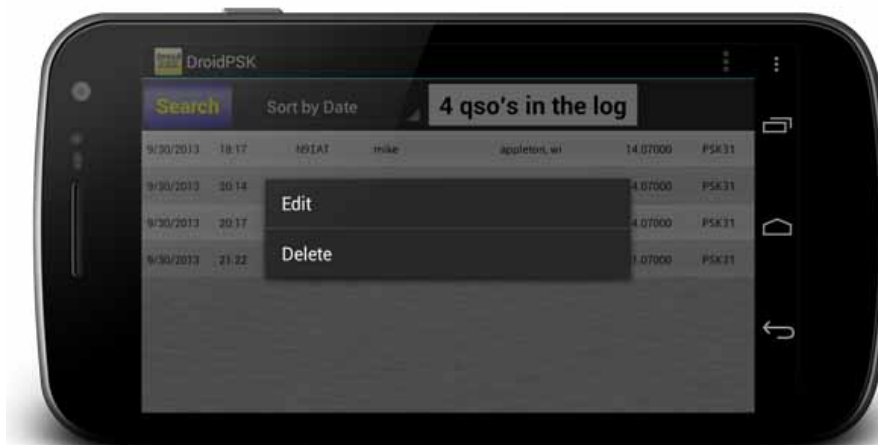 DroidPSK
Search Sort by Date 4 qso's in the log
9/30/2013 18:17 N9IAT mike appleton, wi 14.07000 PSK31
9/30/2013 20:14 4.07000 PSK31
Edit
9/30/2013 20:17 4.07000 PSK31
Delete
9/30/2013 21:22 1.07000 PSK31